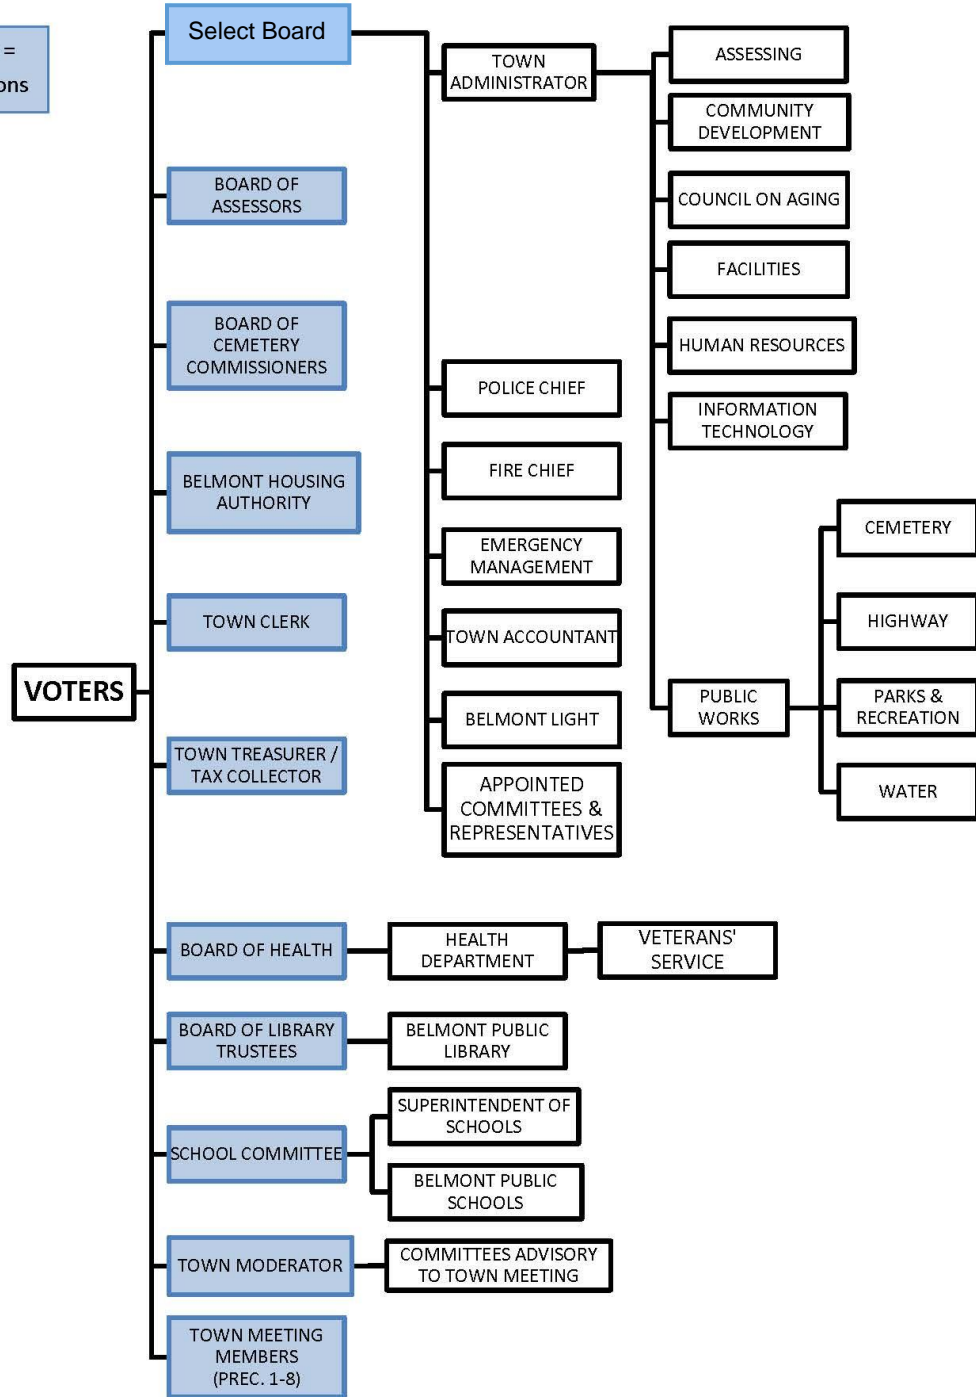 =
ons
Select Board
TOWN
ADMINISTRATOR
ASSESSING
COMMUNITY
DEVELOPMENT
COUNCIL ON AGING
FACILITIES
HUMAN RESOURCES
INFORMATION
TECHNOLOGY
PUBLIC
WORKS
CEMETERY
HIGHWAY
PARKS &
RECREATION
WATER
POLICE CHIEF
FIRE CHIEF
EMERGENCY
MANAGEMENT
TOWN ACCOUNTANT
BELMONT LIGHT
APPOINTED
COMMITTEES &
REPRESENTATIVES
VOTERS
BOARD OF
ASSESSORS
BOARD OF
CEMETERY
COMMISSIONERS
BELMONT HOUSING
AUTHORITY
TOWN CLERK
TOWN TREASURER /
TAX COLLECTOR
BOARD OF HEALTH
HEALTH
DEPARTMENT
VETERANS'
SERVICE
BOARD OF LIBRARY
TRUSTEES
BELMONT PUBLIC
LIBRARY
SCHOOL COMMITTEE
SUPERINTENDENT OF
SCHOOLS
BELMONT PUBLIC
SCHOOLS
TOWN MODERATOR
COMMITTEES ADVISORY
TO TOWN MEETING
TOWN MEETING
MEMBERS
(PREC. 1-8)